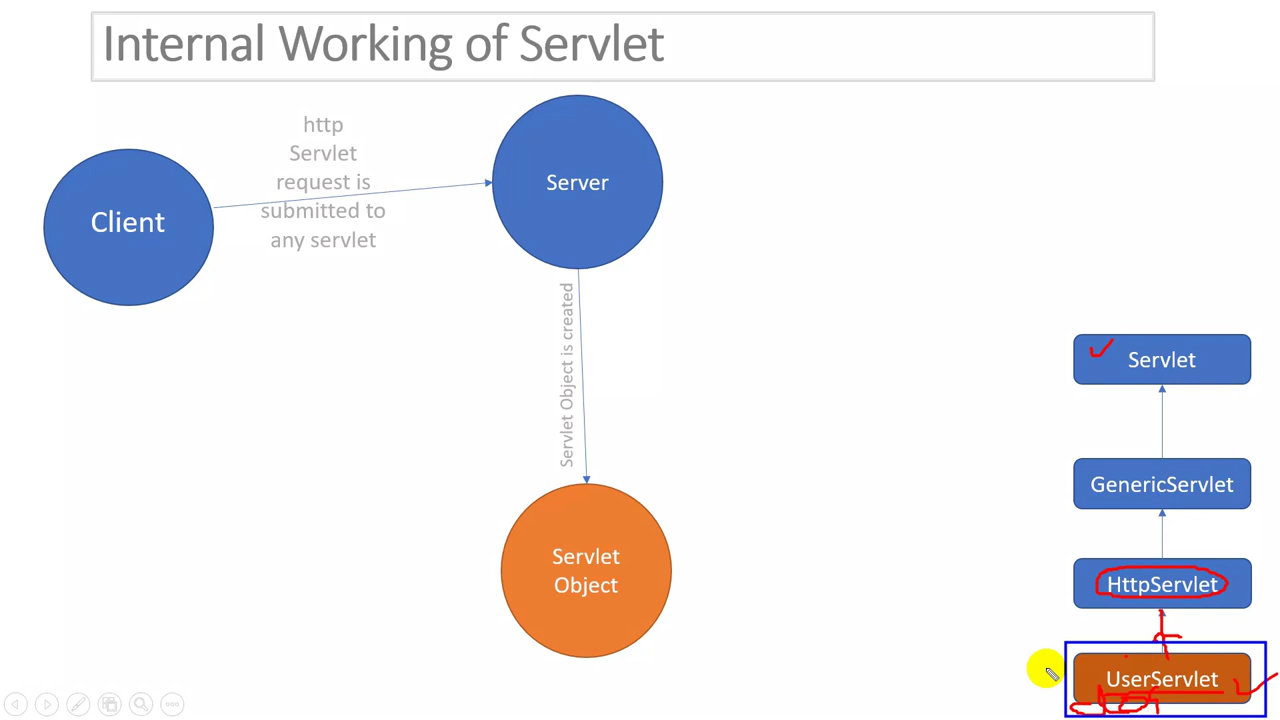 Internal Working of Servlet
http
Servlet
request is
submitted to
any servlet
Client
Server
Servlet Object is created
Servlet
Object
Servlet
GenericServlet
HttpServlet
UserServlet